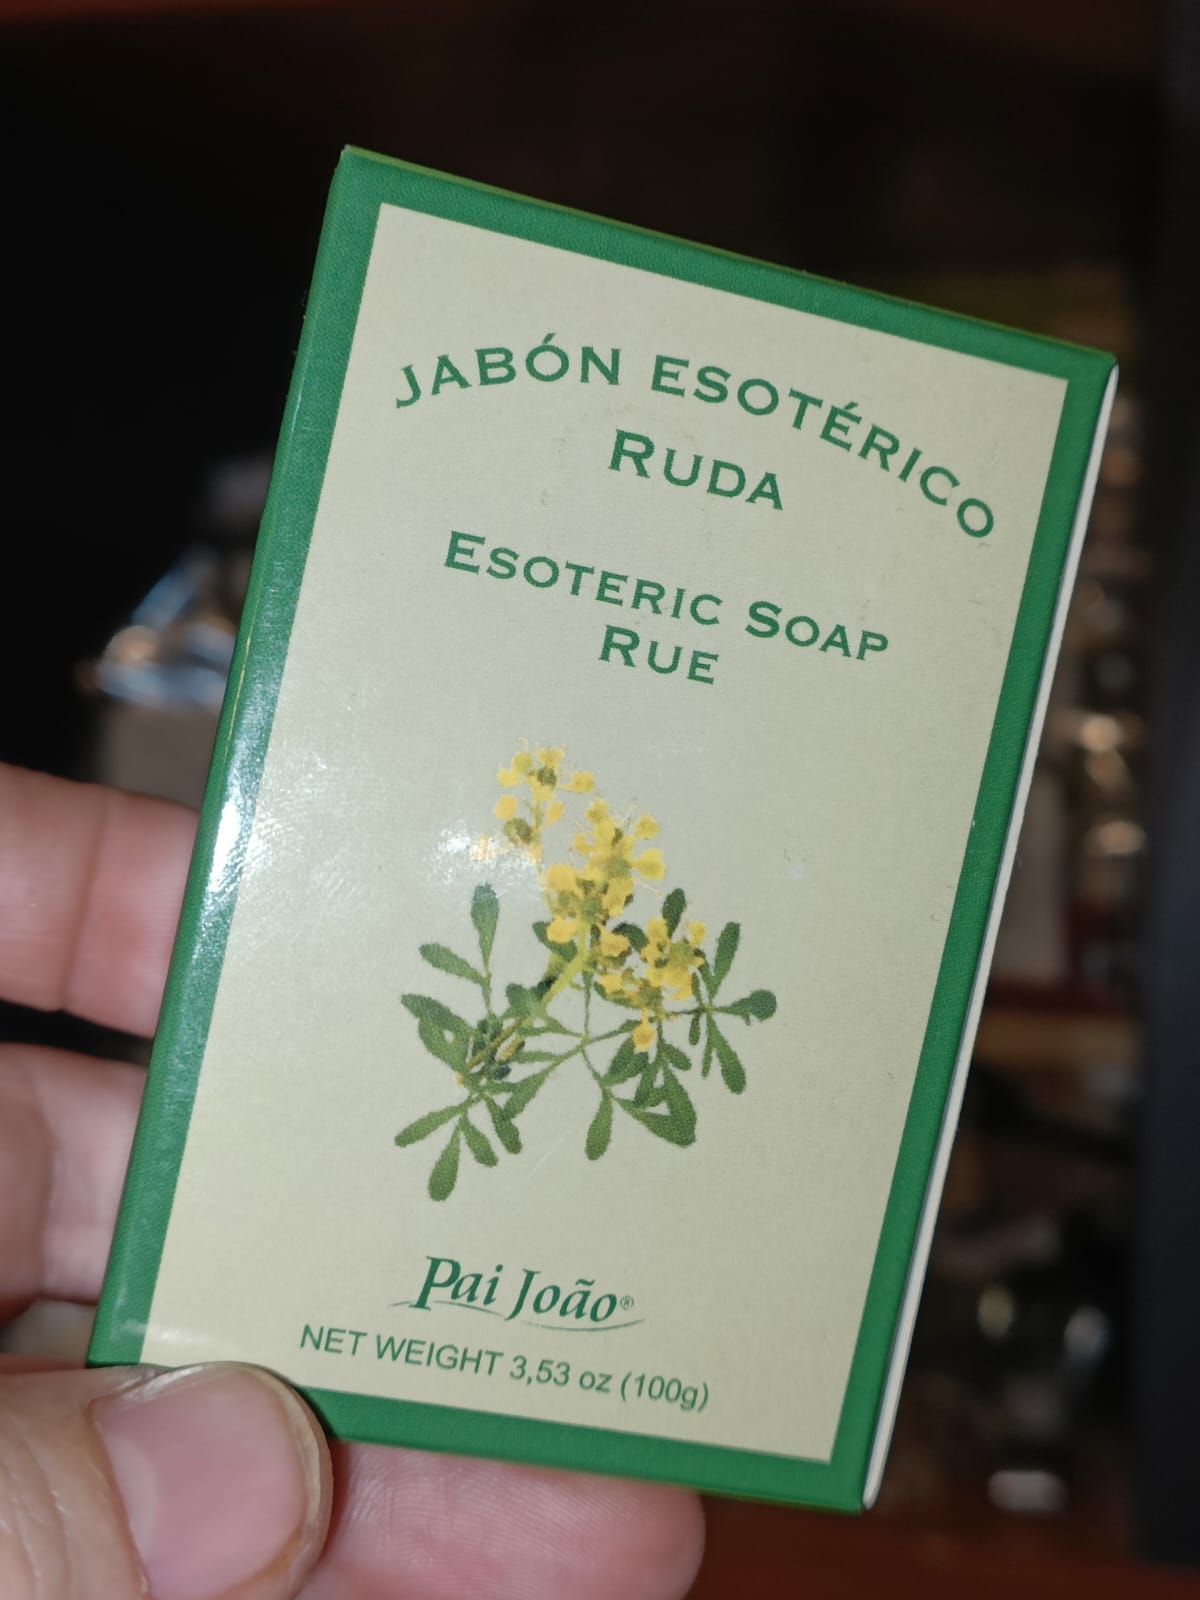 JABÓN ESOTÉRICO
RUDA
ESOTERIC SOAP
RUE
Pai João®
NET WEIGHT 3,53 oz (100g)